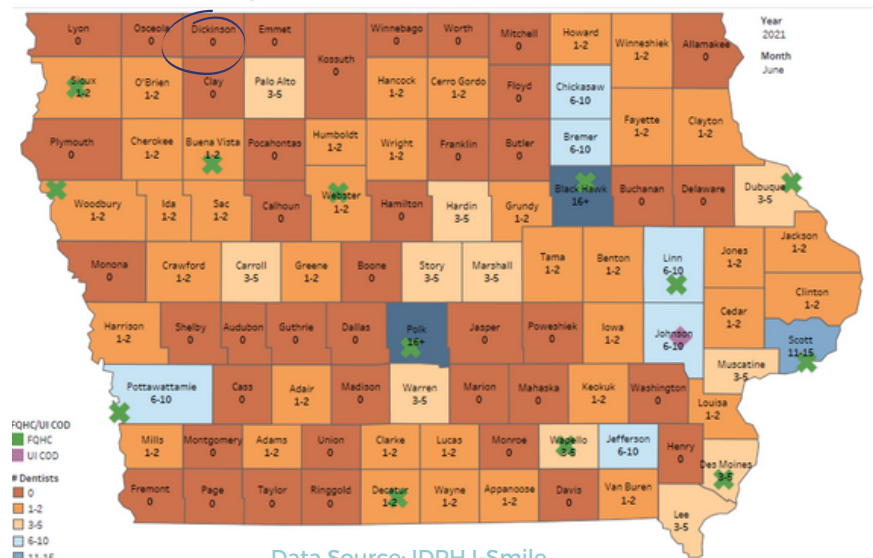 Year
2021
Month
June
Lyon
0
Osceola
0
Dickinson
0
Emmet
0
Kossuth
0
Winnebago
0
Worth
0
Mitchell
0
Howard
1-2
Winneshiek
1-2
Allamakee
0
Sioux
1-2
O'Brien
1-2
Clay
0
Palo Alto
3-5
Hancock
1-2
Cerro Gordo
1-2
Floyd
0
Chickasaw
6-10
Fayette
1-2
Clayton
1-2
Plymouth
0
Cherokee
1-2
Buena Vista
1-2
Pocahontas
0
Humboldt
1-2
Wright
1-2
Franklin
0
Butler
0
Bremer
6-10
Woodbury
1-2
Ida
1-2
Sac
1-2
Calhoun
0
Webster
1-2
Hamilton
0
Hardin
3-5
Grundy
1-2
Black Hawk
16+
Buchanan
0
Delaware
0
Dubuque
3-5
Monona
0
Crawford
1-2
Carroll
3-5
Greene
1-2
Boone
0
Story
3-5
Marshall
3-5
Tama
1-2
Benton
1-2
Linn
6-10
Jones
1-2
Jackson
1-2
Clinton
1-2
Harrison
1-2
Shelby
0
Audubon
0
Guthrie
0
Dallas
0
Polk
16+
Jasper
0
Poweshiek
0
Iowa
1-2
Johnson
6-10
Cedar
1-2
Scott
11-15
Muscatine
3-5
Pottawattamie
6-10
Cass
0
Adair
1-2
Madison
0
Warren
3-5
Marion
0
Mahaska
0
Keokuk
1-2
Washington
0
Louisa
1-2
Mills
1-2
Montgomery
0
Adams
1-2
Union
0
Clarke
1-2
Lucas
1-2
Monroe
0
Wapello
3-5
Jefferson
6-10
Henry
0
Des Moines
3-5
Fremont
0
Page
0
Taylor
0
Ringgold
0
Decatur
1-2
Wayne
1-2
Appanoose
1-2
Davis
0
Van Buren
1-2
Lee
3-5
FQHC/UI COD
FQHC
UI COD
# Dentists
0
1-2
3-5
6-10
11-15
Data Source: IDPH I-Smile